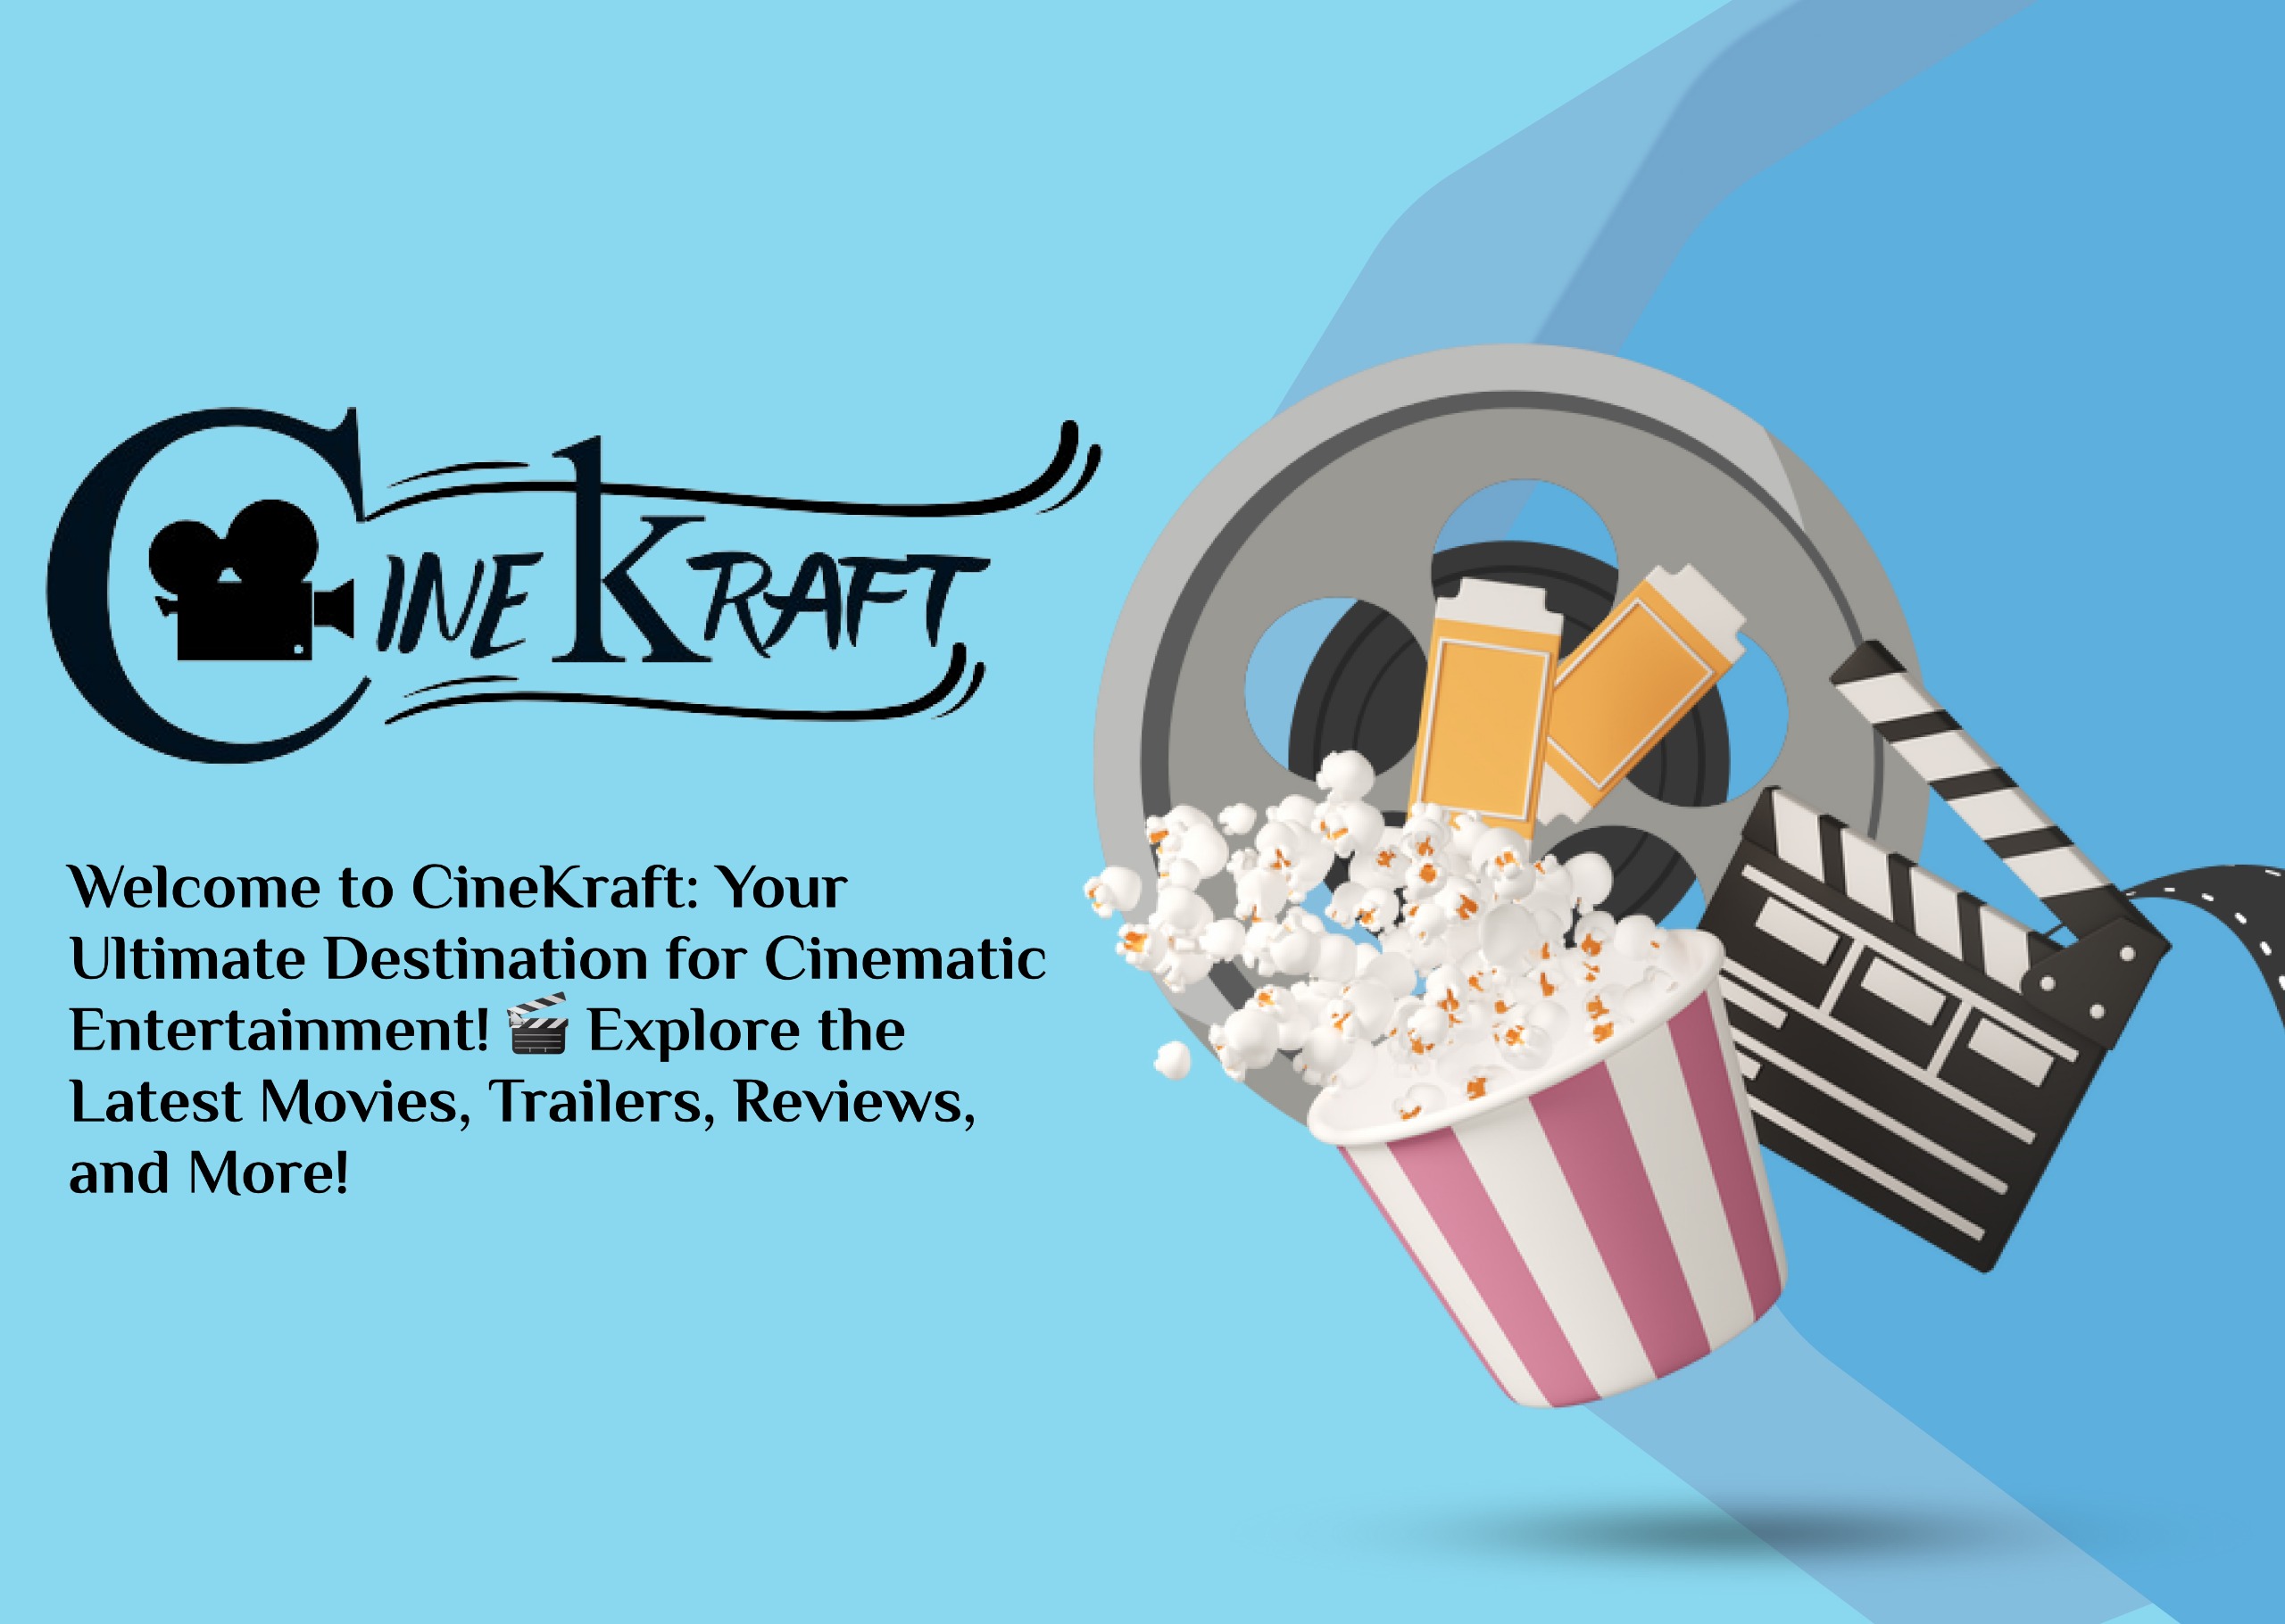 CINEKRAFT
Welcome to CineKraft: Your
Ultimate Destination for Cinematic
Entertainment! 🎬 Explore the
Latest Movies, Trailers, Reviews,
and More!